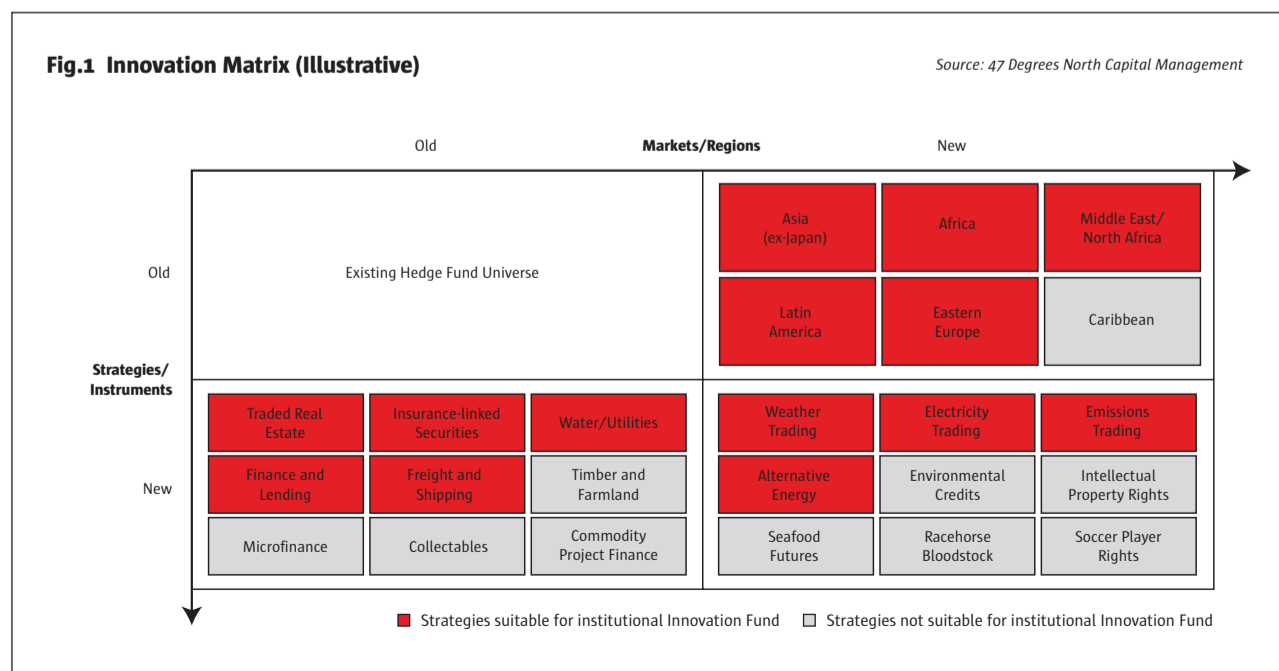 Fig.1 Innovation Matrix (Illustrative)
Source: 47 Degrees North Capital Management
Old
Markets/Regions
New
Old
Existing Hedge Fund Universe
Asia
(ex-Japan)
Africa
Middle East/
North Africa
Latin
America
Eastern
Europe
Caribbean
Strategies/
Instruments
New
Traded Real
Estate
Insurance-linked
Securities
Water/Utilities
Finance and
Lending
Freight and
Shipping
Timber and
Farmland
Microfinance
Collectables
Commodity
Project Finance
Weather
Trading
Electricity
Trading
Emissions
Trading
Alternative
Energy
Environmental
Credits
Intellectual
Property Rights
Seafood
Futures
Racehorse
Bloodstock
Soccer Player
Rights
Strategies suitable for institutional Innovation Fund
Strategies not suitable for institutional Innovation Fund